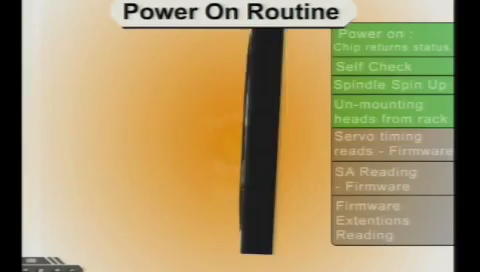 Power On Routine
Power on :
Chip returns status
Self Check
Spindle Spin Up
Un-mounting
heads from rack
Servo timing
reads - Firmware
SA Reading
- Firmware
Firmware
Extentions
Reading